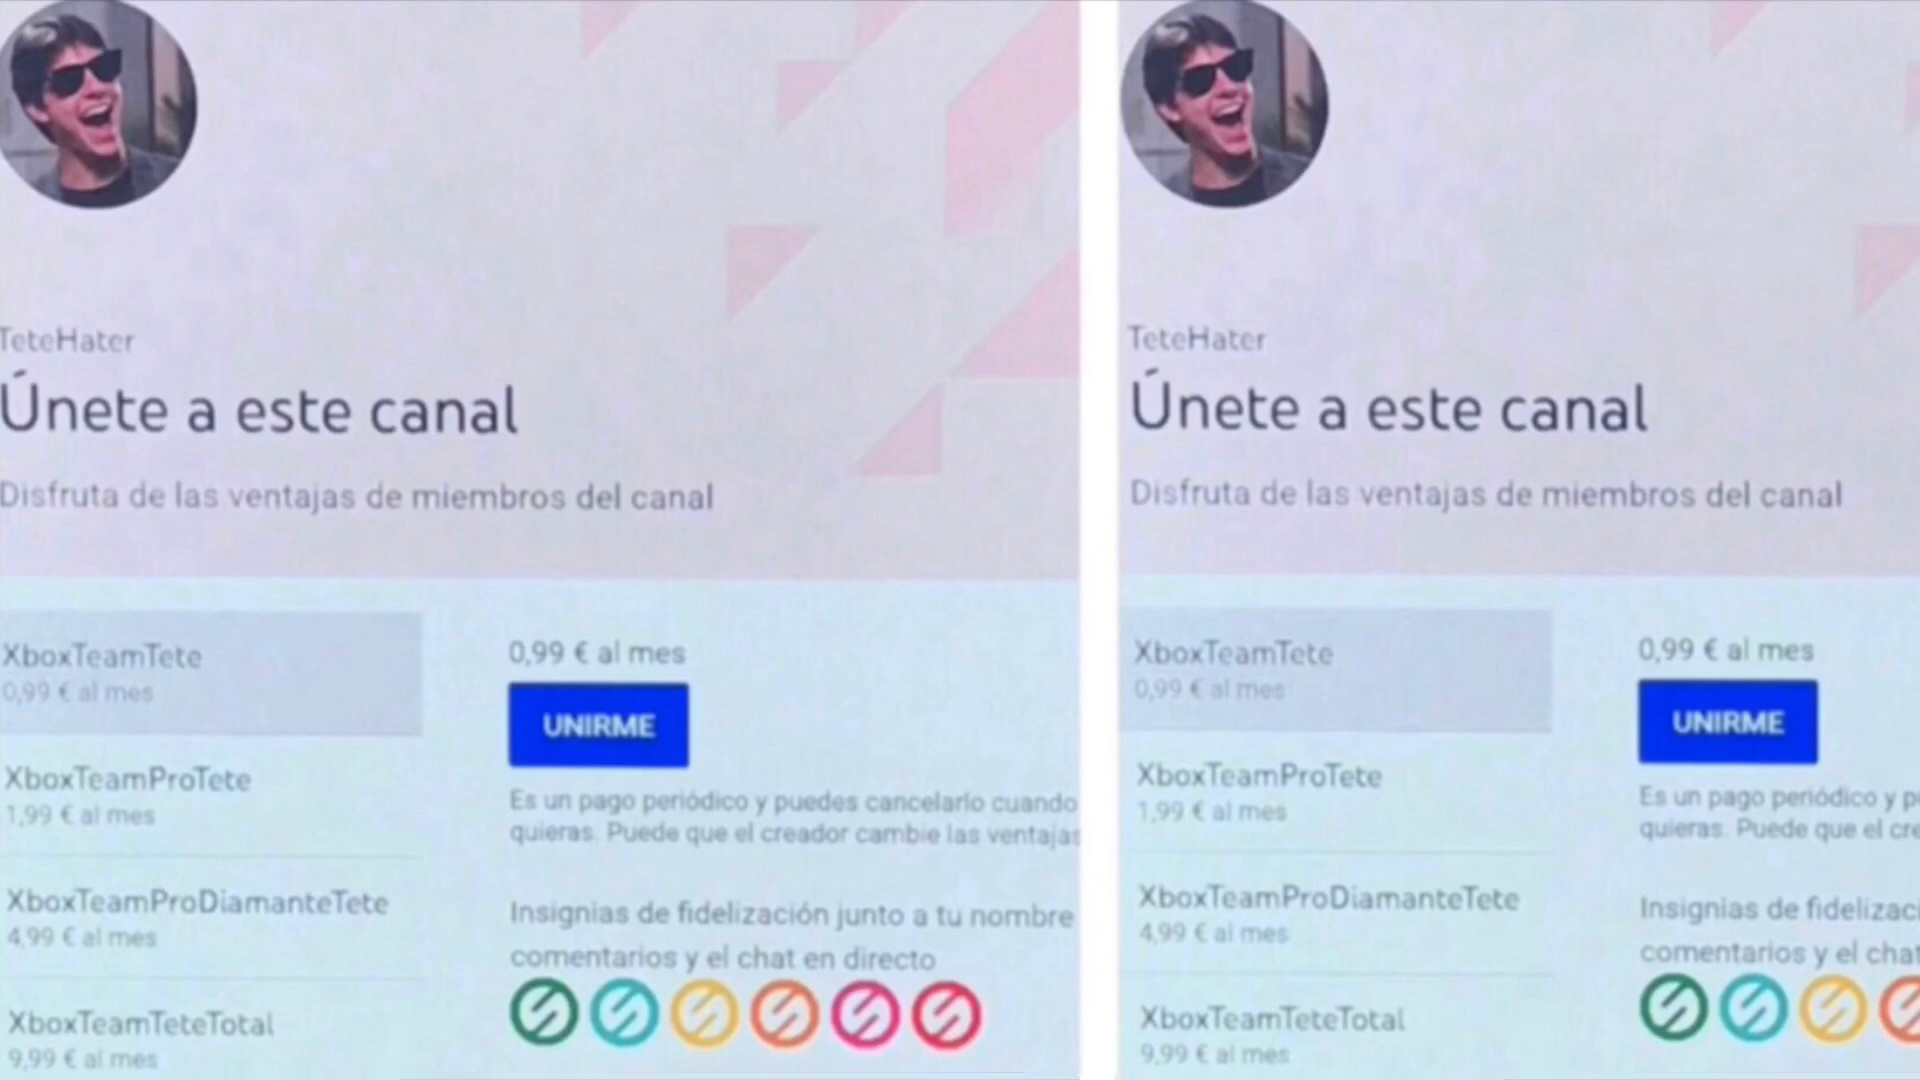 TeteHater
Únete a este canal
Disfruta de las ventajas de miembros del canal
XboxTeamTete
0,99 € al mes
XboxTeamProTete
1,99 € al mes
XboxTeamProDiamanteTete
4,99 € al mes
XboxTeamTeteTotal
9,99 € al mes
0,99 € al mes
UNIRME
Es un pago periódico y puedes cancelarlo cuando
quieras. Puede que el creador cambie las ventajas
Insignias de fidelización junto a tu nombre
comentarios y el chat en directo
TeteHater
Únete a este canal
Disfruta de las ventajas de miembros del canal
XboxTeamTete
0,99 € al mes
XboxTeamProTete
1,99 € al mes
XboxTeamProDiamanteTete
4,99 € al mes
XboxTeamTeteTotal
9,99 € al mes
0,99 € al mes
UNIRME
Es un pago periódico y p
quieras. Puede que el cre
Insignias de fidelizaci
comentarios y el chat